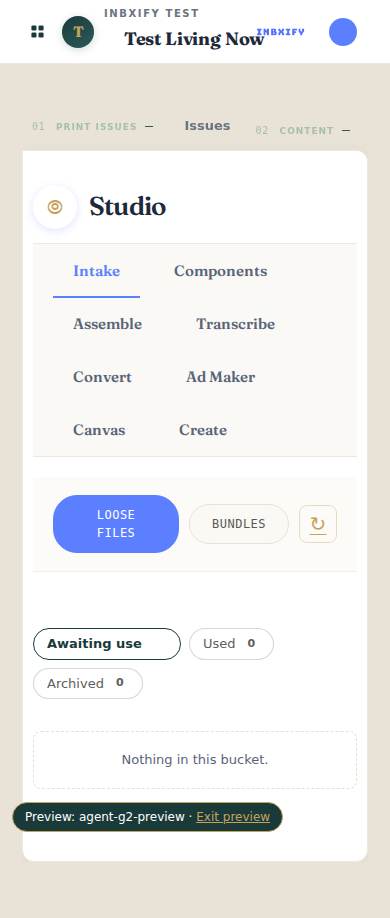 INBXIFY TEST
T
Test Living Now
INBXIFY
01 PRINT ISSUES —
Issues
02 CONTENT —
Studio
Intake
Components
Assemble
Transcribe
Convert
Ad Maker
Canvas
Create
LOOSE
FILES
BUNDLES
↻
Awaiting use
Used 0
Archived 0
Nothing in this bucket.
Preview: agent-g2-preview · Exit preview